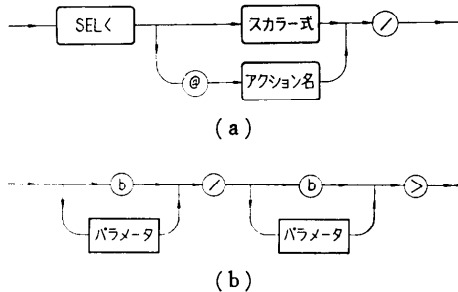 SEL< スカラー式 /
@ アクション名
(a)
b / b >
パラメータ パラメータ
(b)